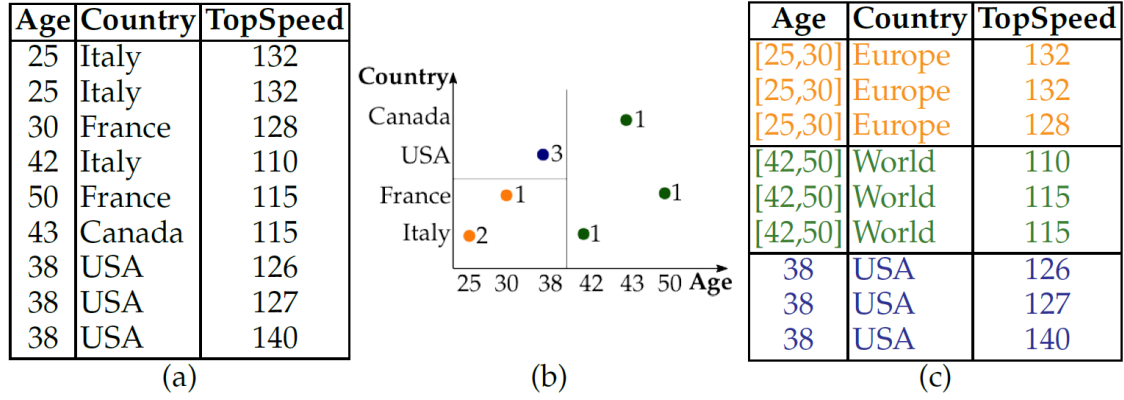 Age Country TopSpeed
25 Italy 132
25 Italy 132
30 France 128
42 Italy 110
50 France 115
43 Canada 115
38 USA 126
38 USA 127
38 USA 140
(a)
Country
Canada 1
USA 3
France 1 1
Italy 2 1
25 30 38 42 43 50 Age
(b)
Age Country TopSpeed
[25,30] Europe 132
[25,30] Europe 132
[25,30] Europe 128
[42,50] World 110
[42,50] World 115
[42,50] World 115
38 USA 126
38 USA 127
38 USA 140
(c)